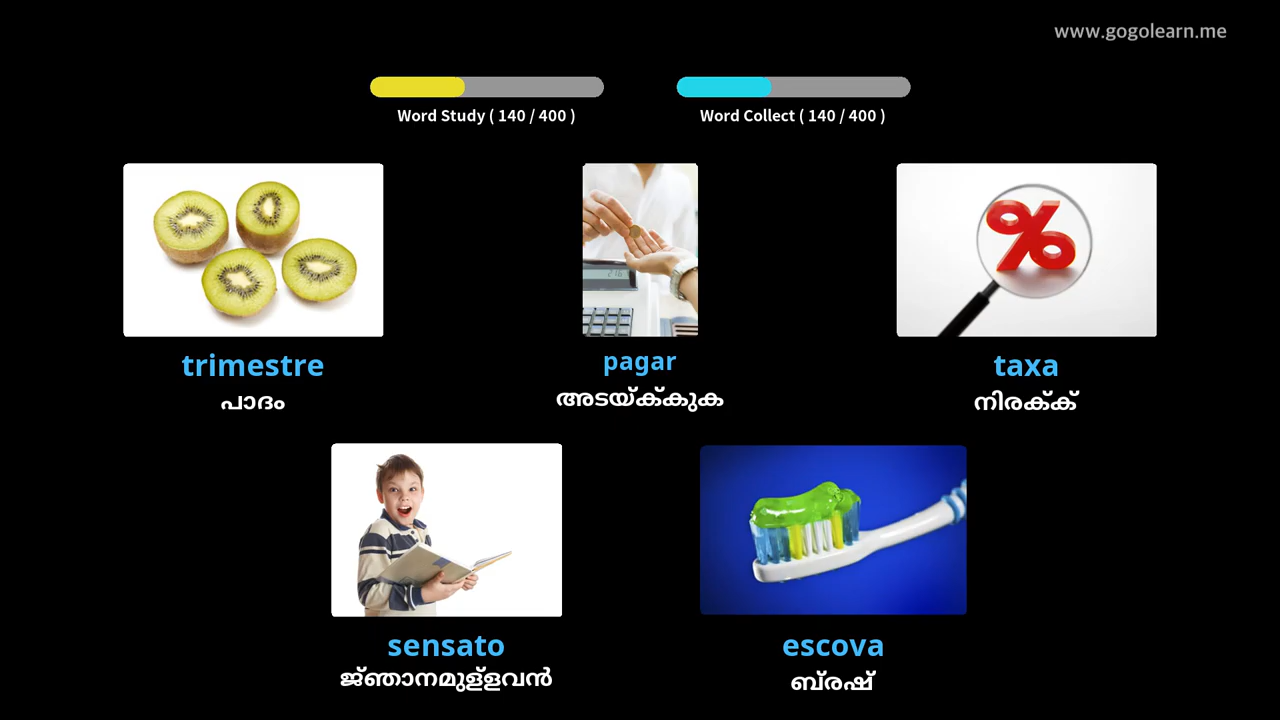 www.gogolearn.me
Word Study ( 140 / 400 )
Word Collect ( 140 / 400 )
trimestre
പാദം
pagar
അടയ്ക്കുക
taxa
നിരക്ക്
sensato
ജ്ഞാനമുള്ളവൻ
escova
ബ്രഷ്